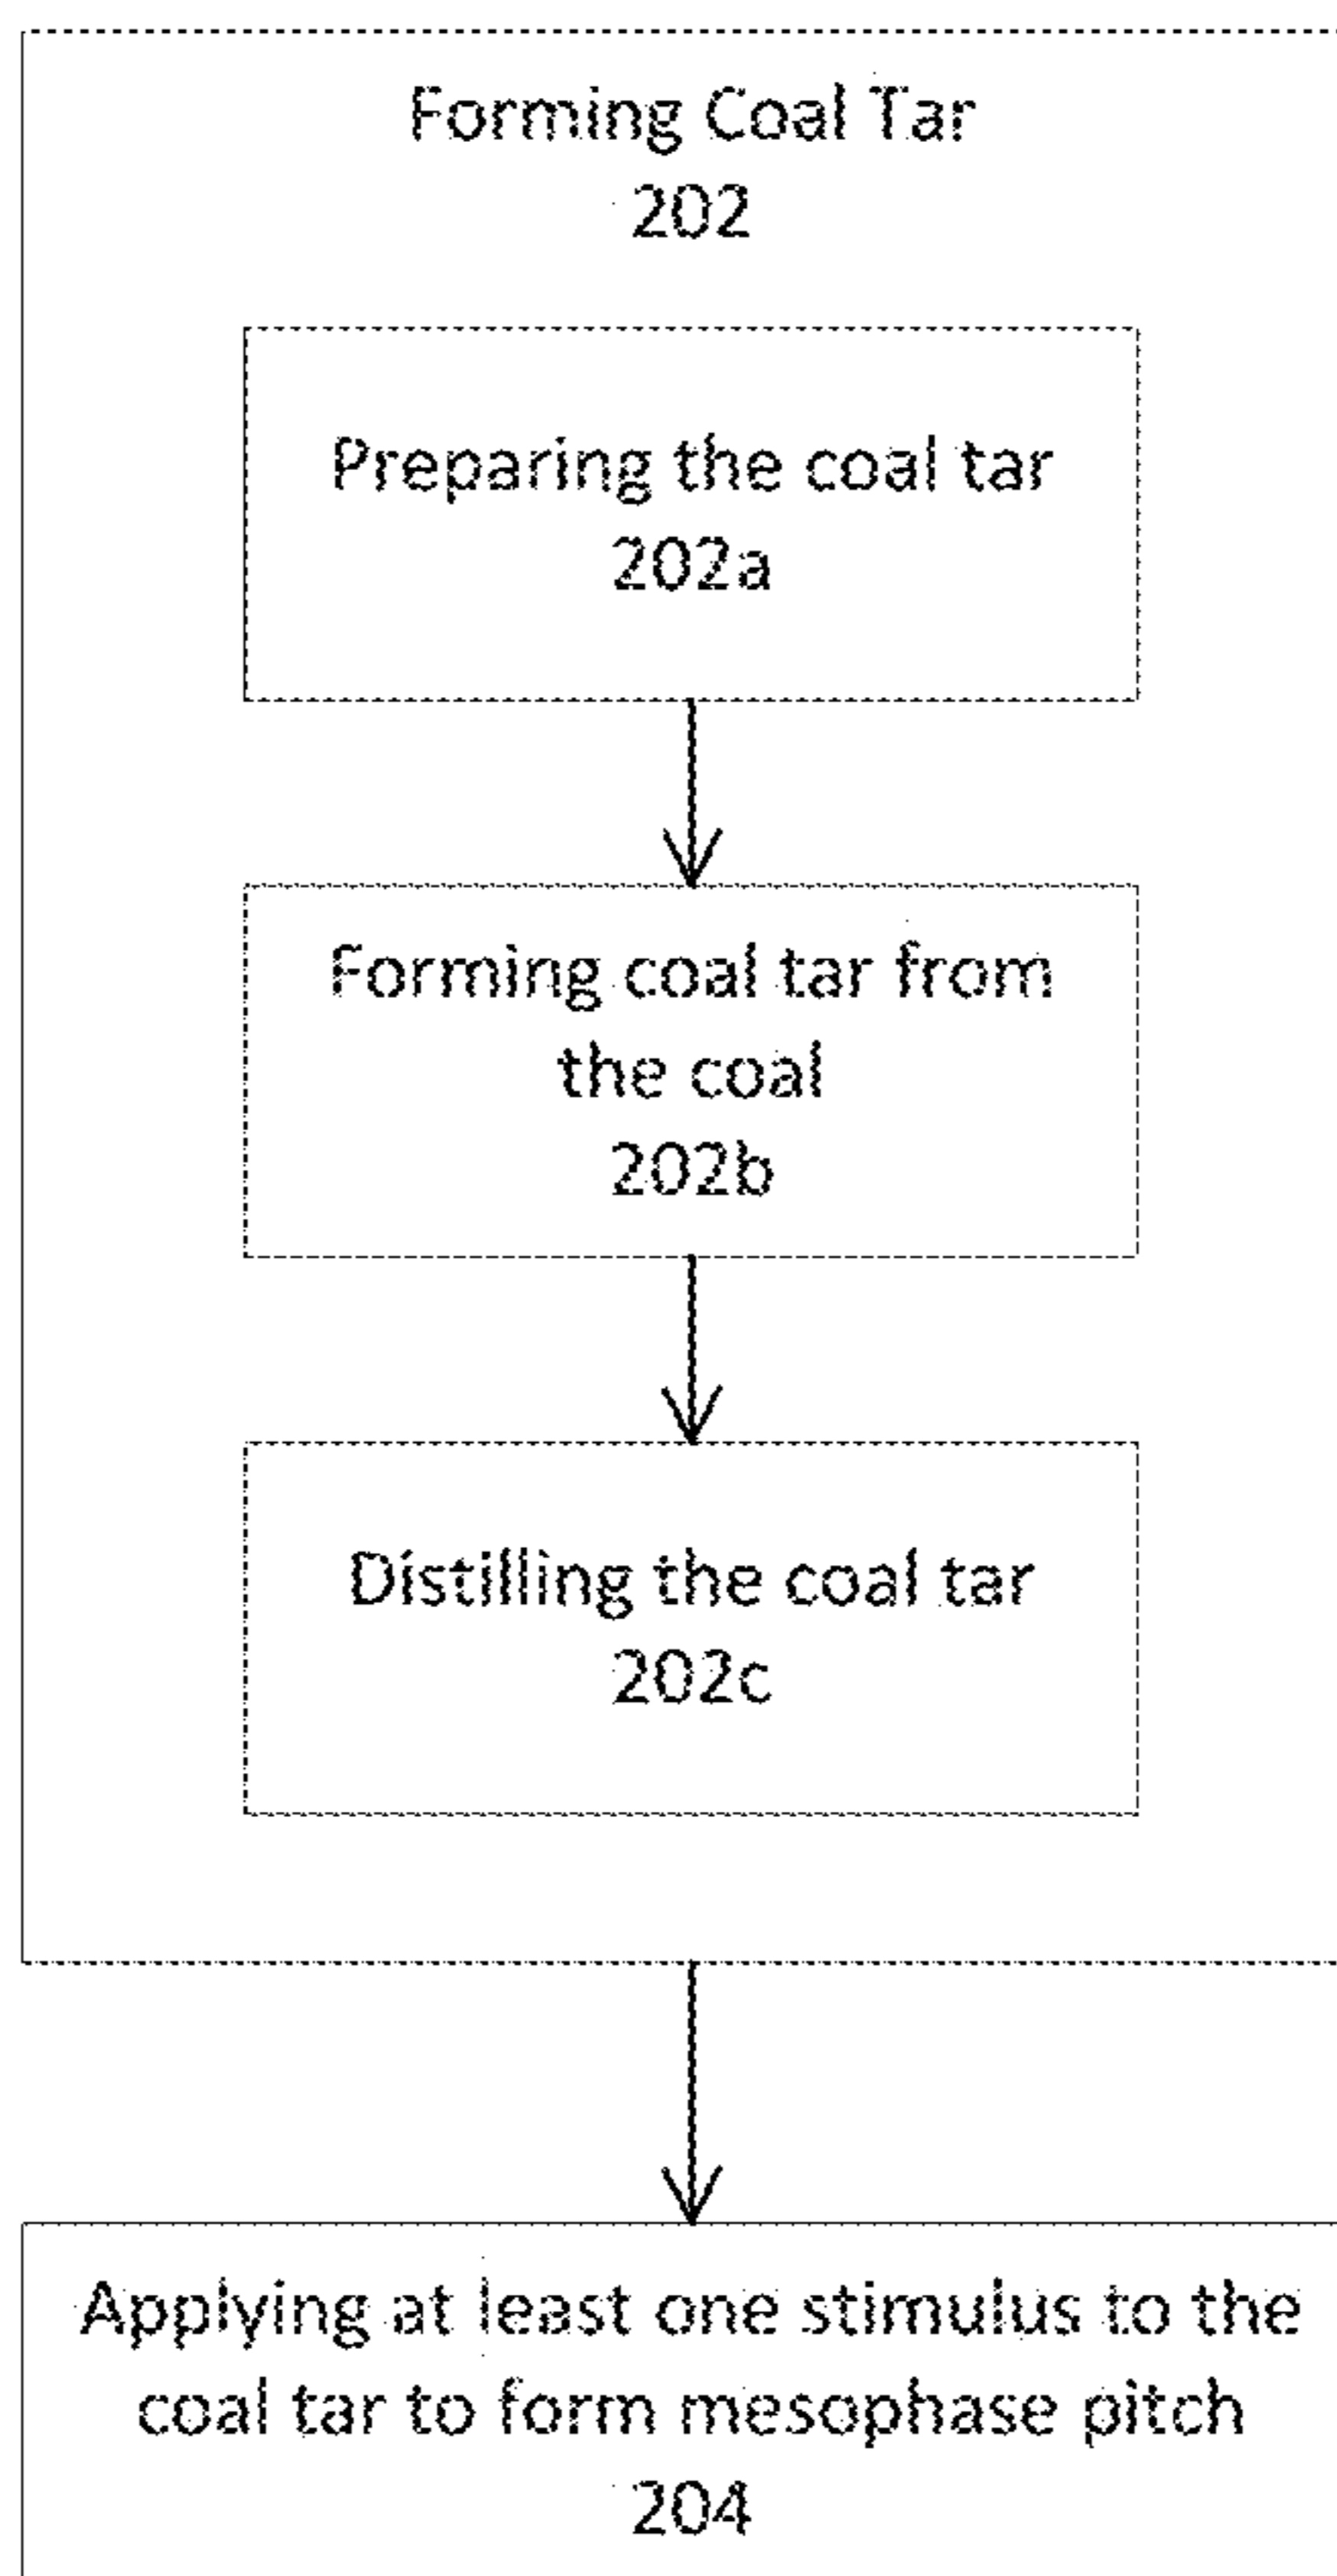 Forming Coal Tar
202
Preparing the coal tar
202a
Forming coal tar from
the coal
202b
Distilling the coal tar
202c
Applying at least one stimulus to the
coal tar to form mesophase pitch
204